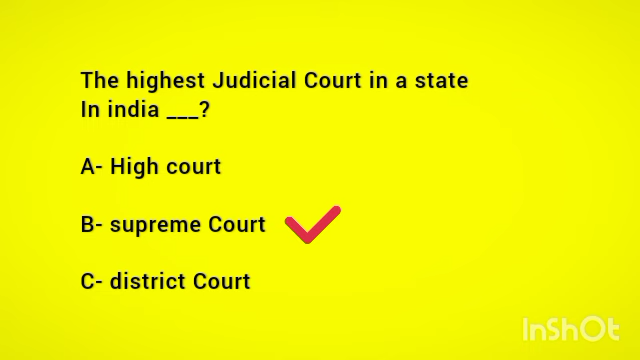 The highest Judicial Court in a state
In india ___?
A- High court
B- supreme Court
C- district Court
InShOt